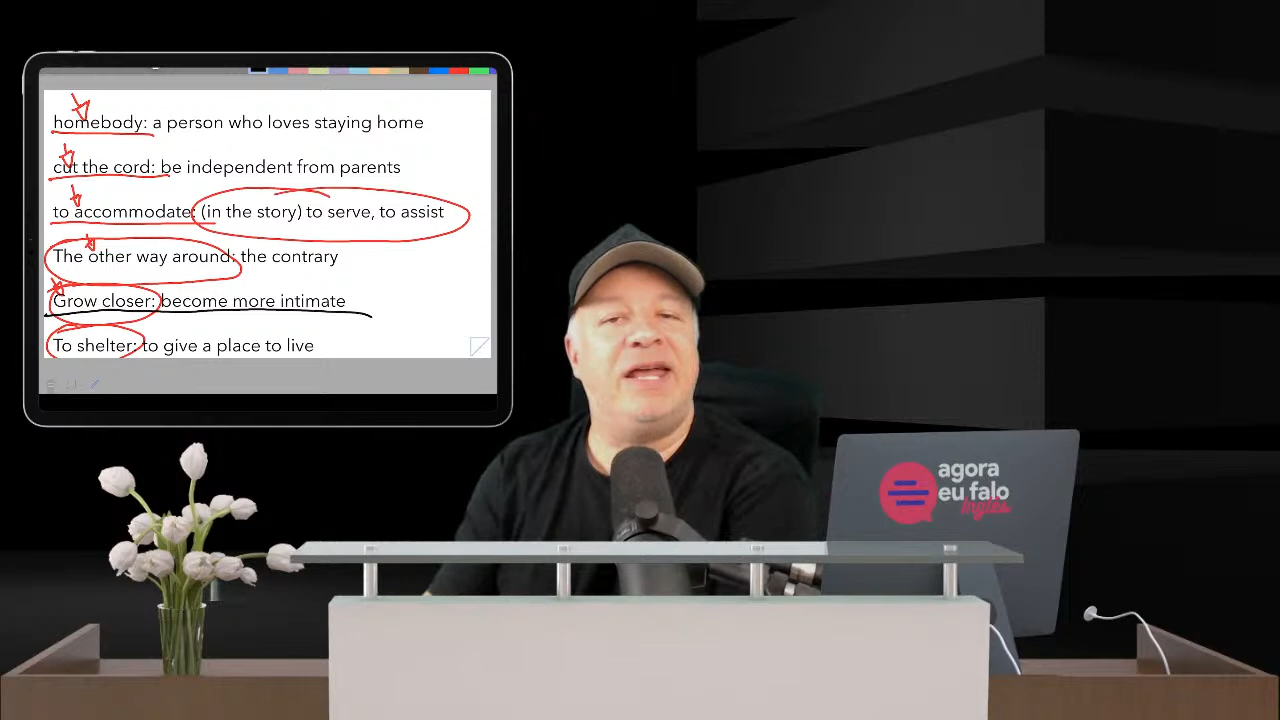 homebody: a person who loves staying home
cut the cord: be independent from parents
to accommodate: (in the story) to serve, to assist
The other way around: the contrary
Grow closer: become more intimate
To shelter: to give a place to live
agora
eu falo
Inglês